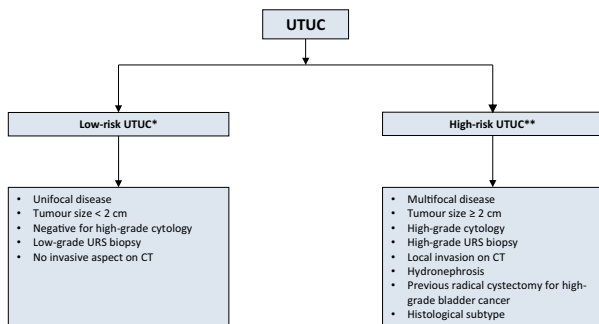 UTUC
Low-risk UTUC*
High-risk UTUC**
• Unifocal disease
• Tumour size < 2 cm
• Negative for high-grade cytology
• Low-grade URS biopsy
• No invasive aspect on CT
• Multifocal disease
• Tumour size ≥ 2 cm
• High-grade cytology
• High-grade URS biopsy
• Local invasion on CT
• Hydronephrosis
• Previous radical cystectomy for high-
grade bladder cancer
• Histological subtype